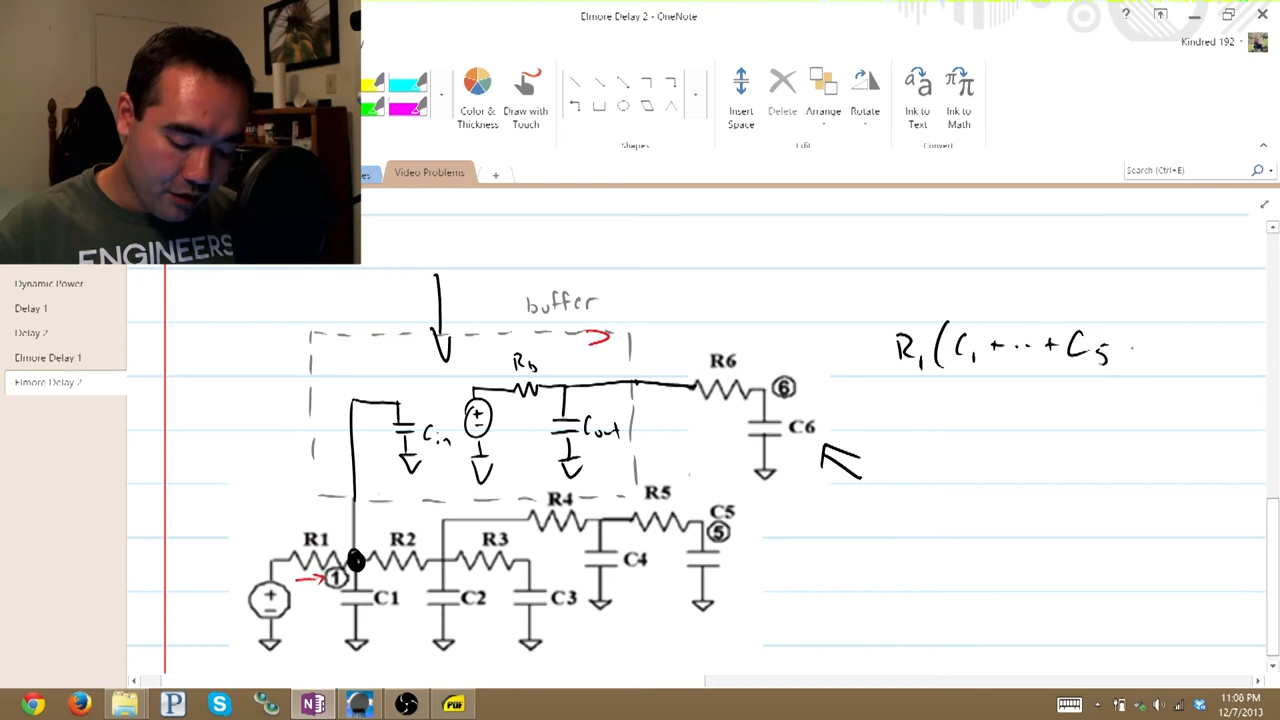 Elmore Delay 2 - OneNote
?
Kindred 192
Color & Thickness
Draw with Touch
Insert Space
Delete
Arrange
Rotate
Ink to Text
Ink to Math
Shapes
Edit
Convert
Video Problems
+
Search (Ctrl+E)
ENGINEERS
Dynamic Power
Delay 1
Delay 2
Elmore Delay 1
Elmore Delay 2
buffer
R1(C1 + ... + C5
Rb
R6
6
Cin
+
-
Cout
C6
R4
R5
C5
5
R1
R2
R3
C4
1
+
-
C1
C2
C3
11:08 PM
12/7/2013